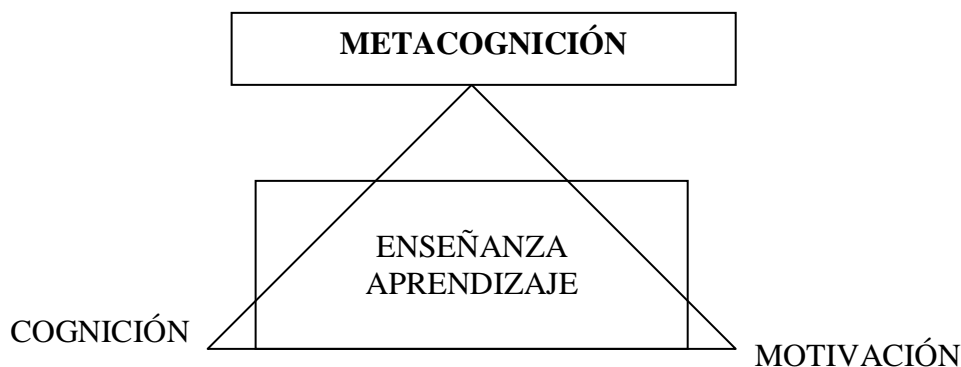 METACOGNICIÓN
ENSEÑANZA
APRENDIZAJE
COGNICIÓN
MOTIVACIÓN